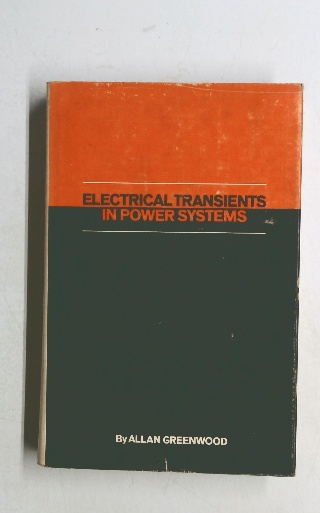 ELECTRICAL TRANSIENTS
IN POWER SYSTEMS
By ALLAN GREENWOOD